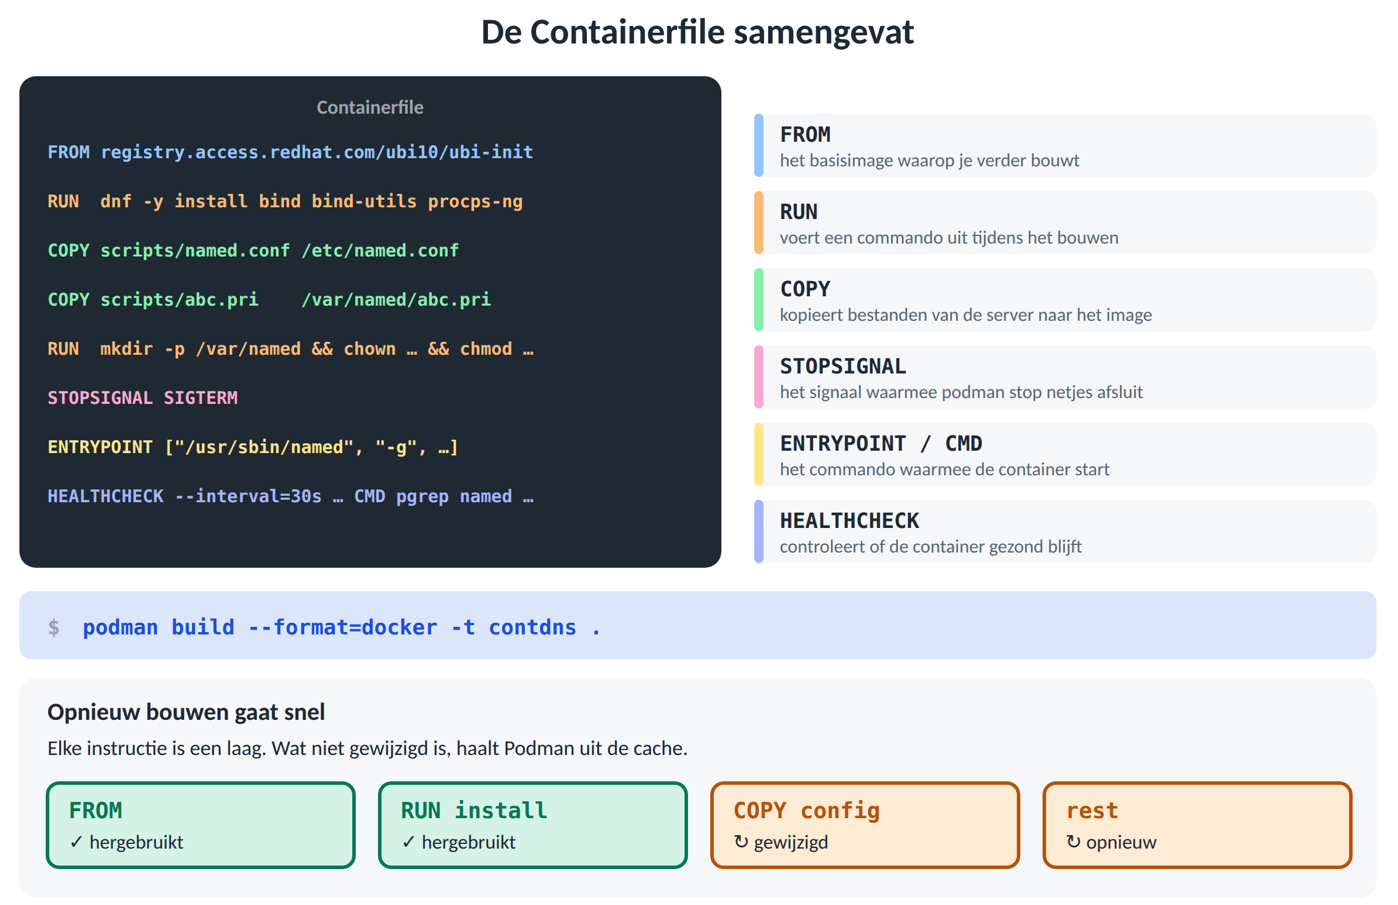 De Containerfile samengevat
Containerfile
FROM registry.access.redhat.com/ubi10/ubi-init
RUN  dnf -y install bind bind-utils procps-ng
COPY scripts/named.conf /etc/named.conf
COPY scripts/abc.pri    /var/named/abc.pri
RUN  mkdir -p /var/named && chown … && chmod …
STOPSIGNAL SIGTERM
ENTRYPOINT ["/usr/sbin/named", "-g", …]
HEALTHCHECK --interval=30s … CMD pgrep named …
FROM
het basisimage waarop je verder bouwt
RUN
voert een commando uit tijdens het bouwen
COPY
kopieert bestanden van de server naar het image
STOPSIGNAL
het signaal waarmee podman stop netjes afsluit
ENTRYPOINT / CMD
het commando waarmee de container start
HEALTHCHECK
controleert of de container gezond blijft
$ podman build --format=docker -t contdns .
Opnieuw bouwen gaat snel
Elke instructie is een laag. Wat niet gewijzigd is, haalt Podman uit de cache.
FROM
✓ hergebruikt
RUN install
✓ hergebruikt
COPY config
↻ gewijzigd
rest
↻ opnieuw